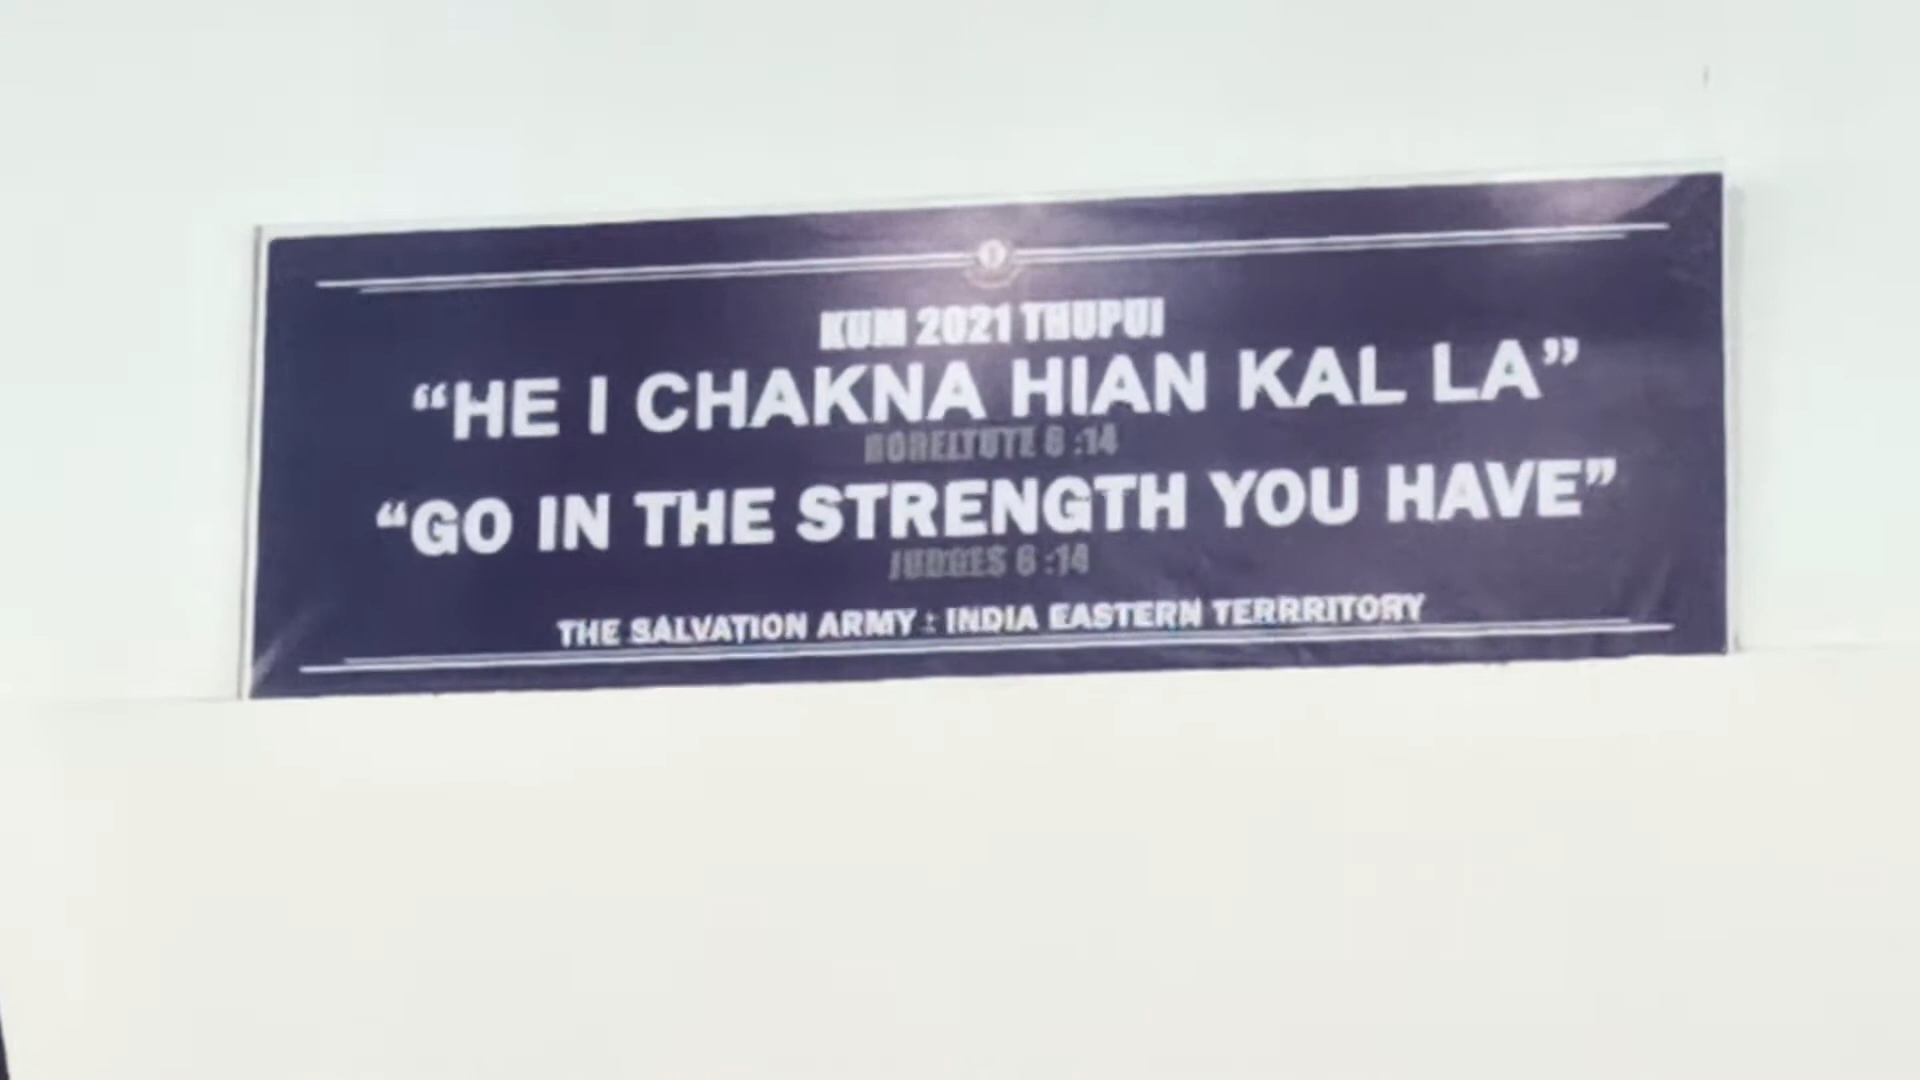 KUM 2021 THUPUI
“HE I CHAKNA HIAN KAL LA”
RORELTUTE 6 :14
“GO IN THE STRENGTH YOU HAVE”
JUDGES 6 :14
THE SALVATION ARMY : INDIA EASTERN TERRRITORY